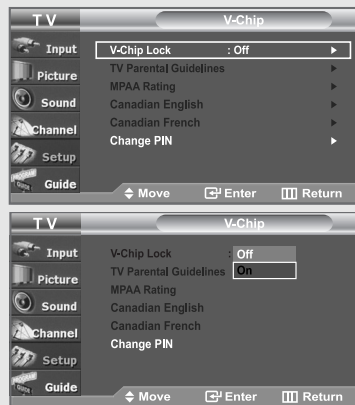 TV V-Chip
Input
Picture
Sound
Channel
Setup
Guide
V-Chip Lock : Off
TV Parental Guidelines
MPAA Rating
Canadian English
Canadian French
Change PIN
Move Enter Return
TV V-Chip
Input
Picture
Sound
Channel
Setup
Guide
V-Chip Lock : Off
TV Parental Guidelines On
MPAA Rating
Canadian English
Canadian French
Change PIN
Move Enter Return